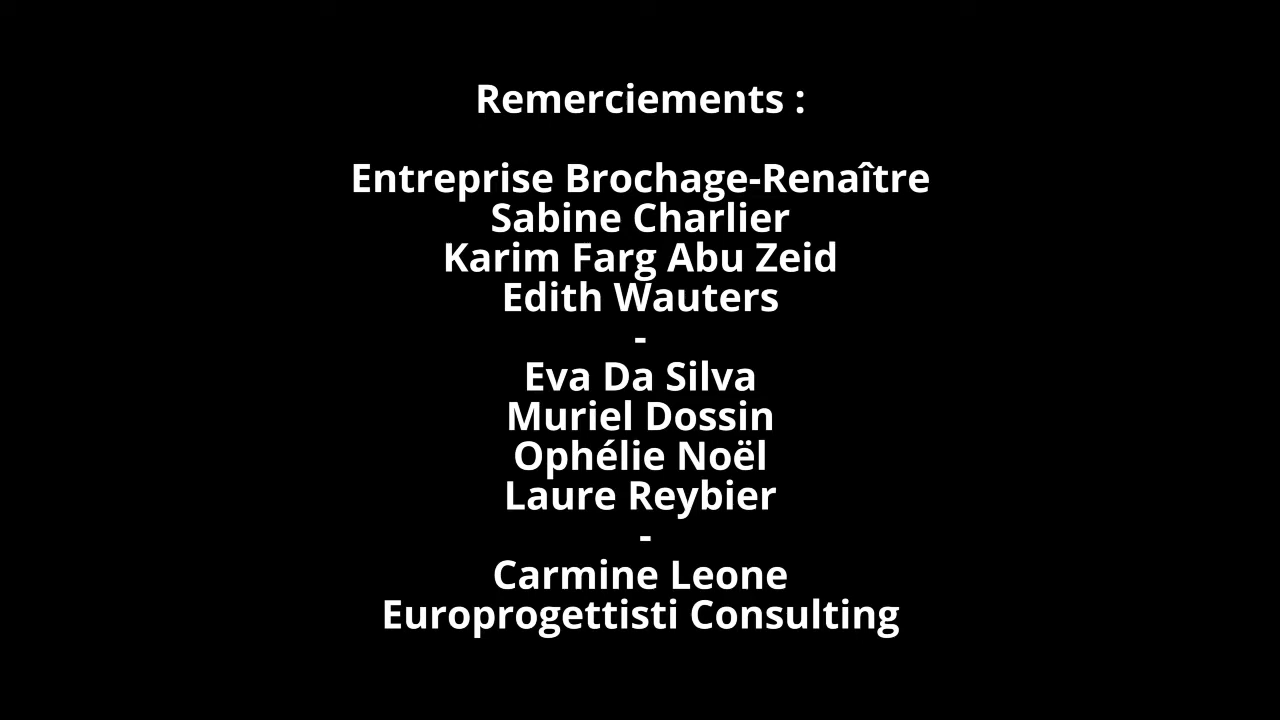 Remerciements :
Entreprise Brochage-Renaître
Sabine Charlier
Karim Farg Abu Zeid
Edith Wauters
-
Eva Da Silva
Muriel Dossin
Ophélie Noël
Laure Reybier
-
Carmine Leone
Europrogettisti Consulting